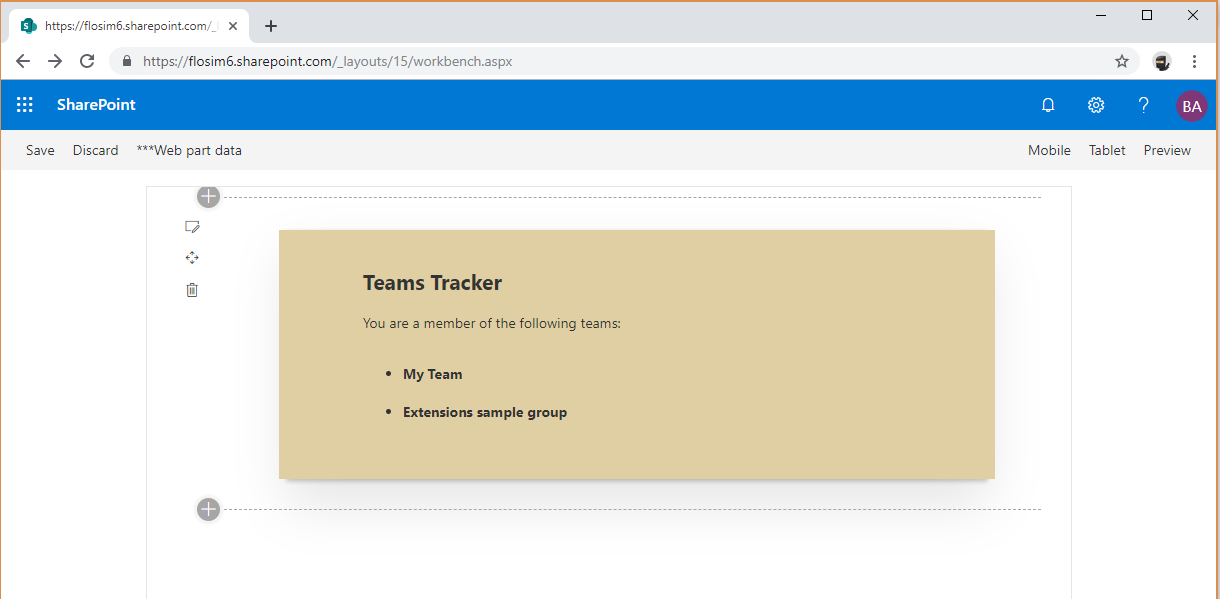 https://flosim6.sharepoint.com/_
https://flosim6.sharepoint.com/_layouts/15/workbench.aspx
SharePoint
? BA
Save Discard ***Web part data Mobile Tablet Preview
Teams Tracker
You are a member of the following teams:
• My Team
• Extensions sample group